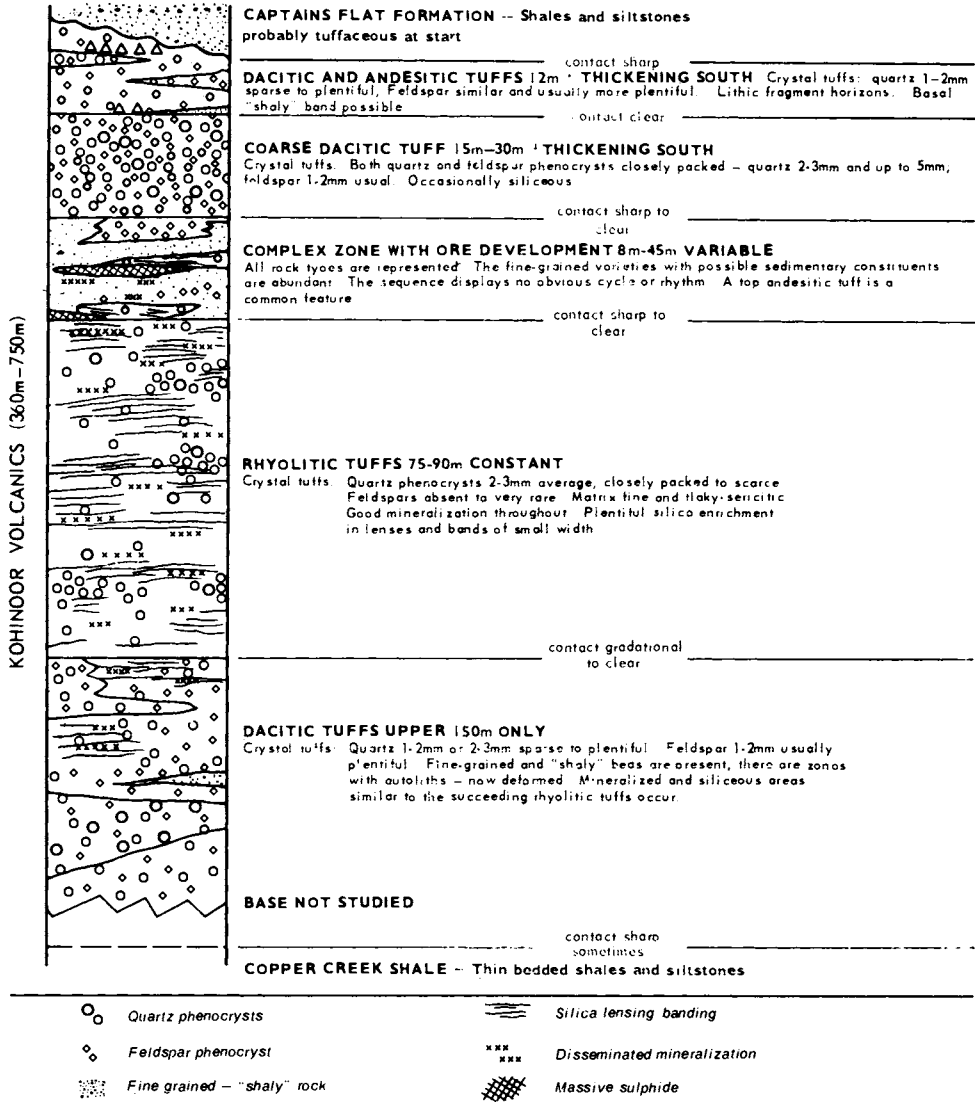 CAPTAINS FLAT FORMATION – Shales and siltstones
probably tuffaceous at start
contact sharp
DACITIC AND ANDESITIC TUFFS 12m + THICKENING SOUTH Crystal tuffs: quartz 1–2mm
sparse to plentiful, Feldspar similar and usually more plentiful. Lithic fragment horizons. Basal
"shaly" band possible
contact clear
COARSE DACITIC TUFF 15m–30m + THICKENING SOUTH
Crystal tuffs. Both quartz and feldspar phenocrysts closely packed – quartz 2-3mm and up to 5mm,
feldspar 1-2mm usual. Occasionally siliceous
contact sharp to
clear
COMPLEX ZONE WITH ORE DEVELOPMENT 8m-45m VARIABLE
All rock types are represented. The fine-grained varieties with possible sedimentary constituents
are abundant. The sequence displays no obvious cycle or rhythm. A top andesitic tuff is a
common feature
contact sharp to
clear
KOHINOOR VOLCANICS (360m–750m)
RHYOLITIC TUFFS 75-90m CONSTANT
Crystal tuffs. Quartz phenocrysts 2-3mm average, closely packed to scarce
Feldspars absent to very rare Matrix fine and flaky-sericitic
Good mineralization throughout Plentiful silica enrichment
in lenses and bands of small width
contact gradational
to clear
DACITIC TUFFS UPPER 150m ONLY
Crystal tuffs: Quartz 1-2mm or 2-3mm sparse to plentiful Feldspar 1-2mm usually
plentiful Fine-grained and "shaly" beds are present, there are zones
with autoliths – now deformed Mineralized and siliceous areas
similar to the succeeding rhyolitic tuffs occur.
BASE NOT STUDIED
contact sharp
sometimes
COPPER CREEK SHALE – Thin bedded shales and siltstones
Quartz phenocrysts
Silica lensing banding
Feldspar phenocryst
Disseminated mineralization
Fine grained – "shaly" rock
Massive sulphide